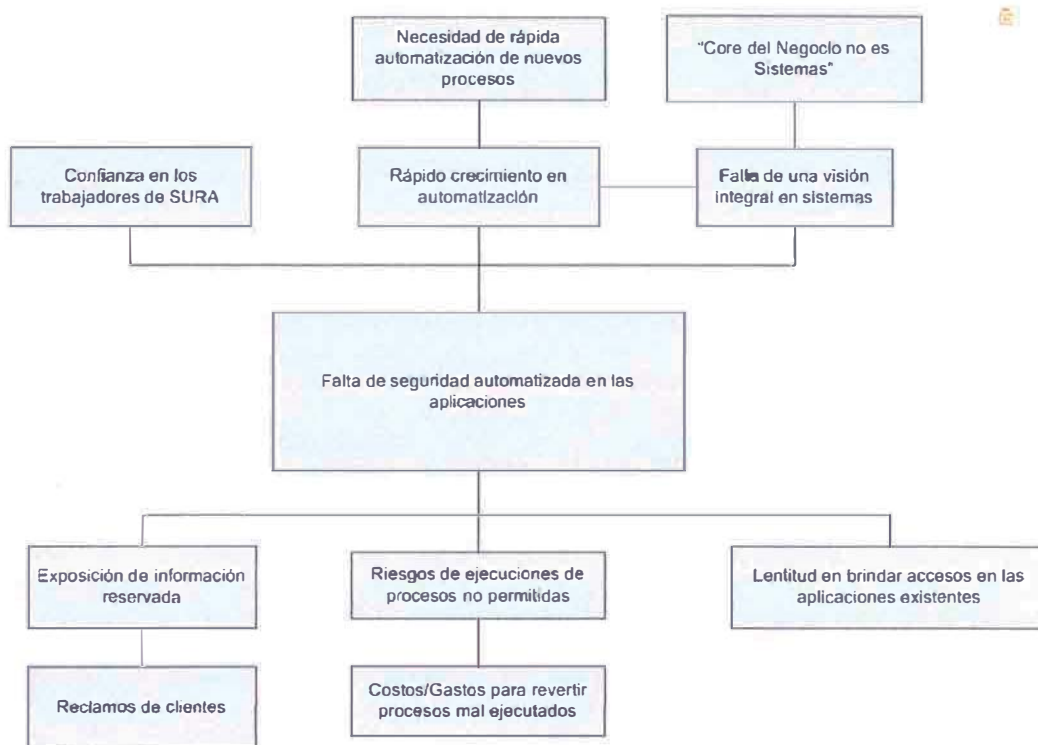 Necesidad de rápida
automatización de nuevos
procesos
"Core del Negocio no es
Sistemas"
Confianza en los
trabajadores de SURA
Rápido crecimiento en
automatización
Falta de una visión
integral en sistemas
Falta de seguridad automatizada en las
aplicaciones
Exposición de información
reservada
Riesgos de ejecuciones de
procesos no permitidas
Lentitud en brindar accesos en las
aplicaciones existentes
Reclamos de clientes
Costos/Gastos para revertir
procesos mal ejecutados